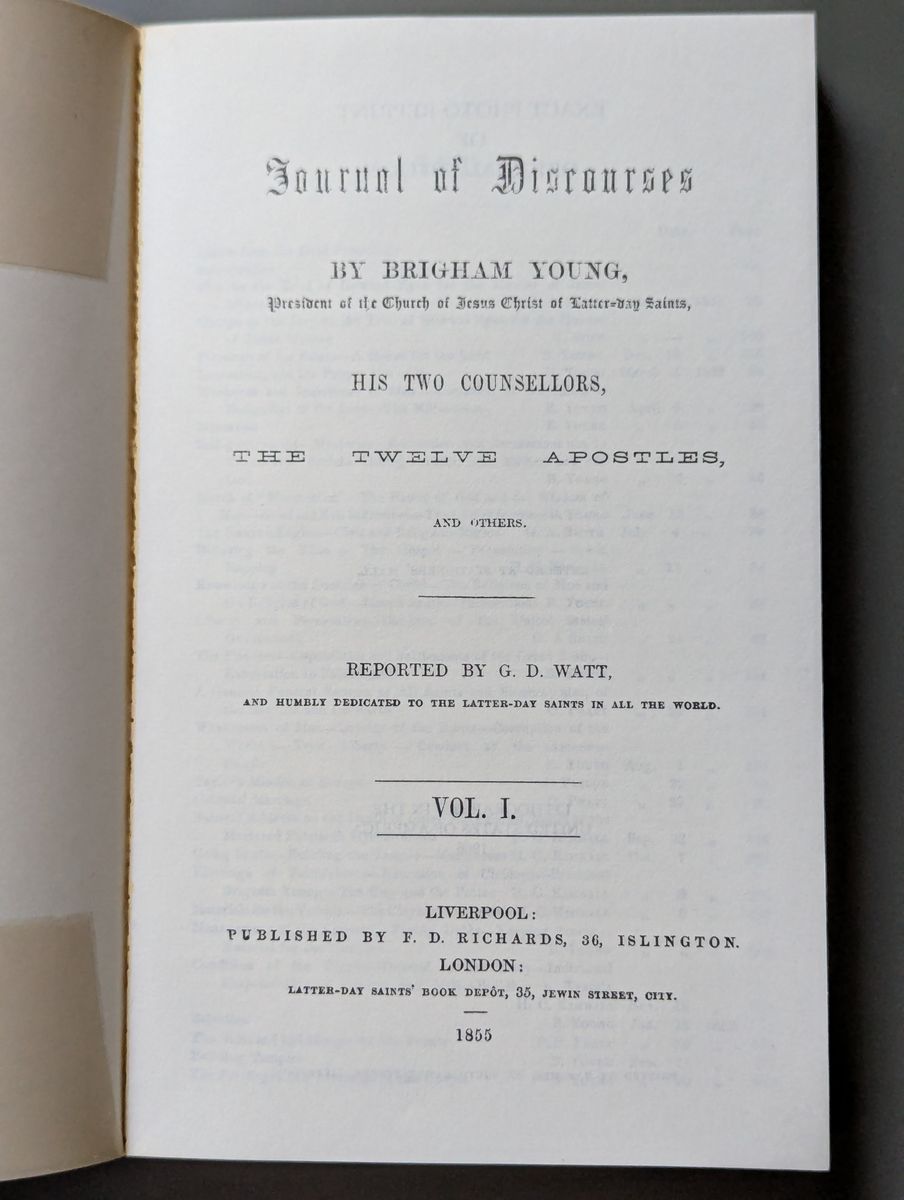 Journal of Discourses
BY BRIGHAM YOUNG,
President of the Church of Jesus Christ of Latter-day Saints,
HIS TWO COUNSELLORS,
THE TWELVE APOSTLES,
AND OTHERS.
REPORTED BY G. D. WATT,
AND HUMBLY DEDICATED TO THE LATTER-DAY SAINTS IN ALL THE WORLD.
VOL. I.
LIVERPOOL:
PUBLISHED BY F. D. RICHARDS, 36, ISLINGTON.
LONDON:
LATTER-DAY SAINTS' BOOK DEPÔT, 35, JEWIN STREET, CITY.
1855